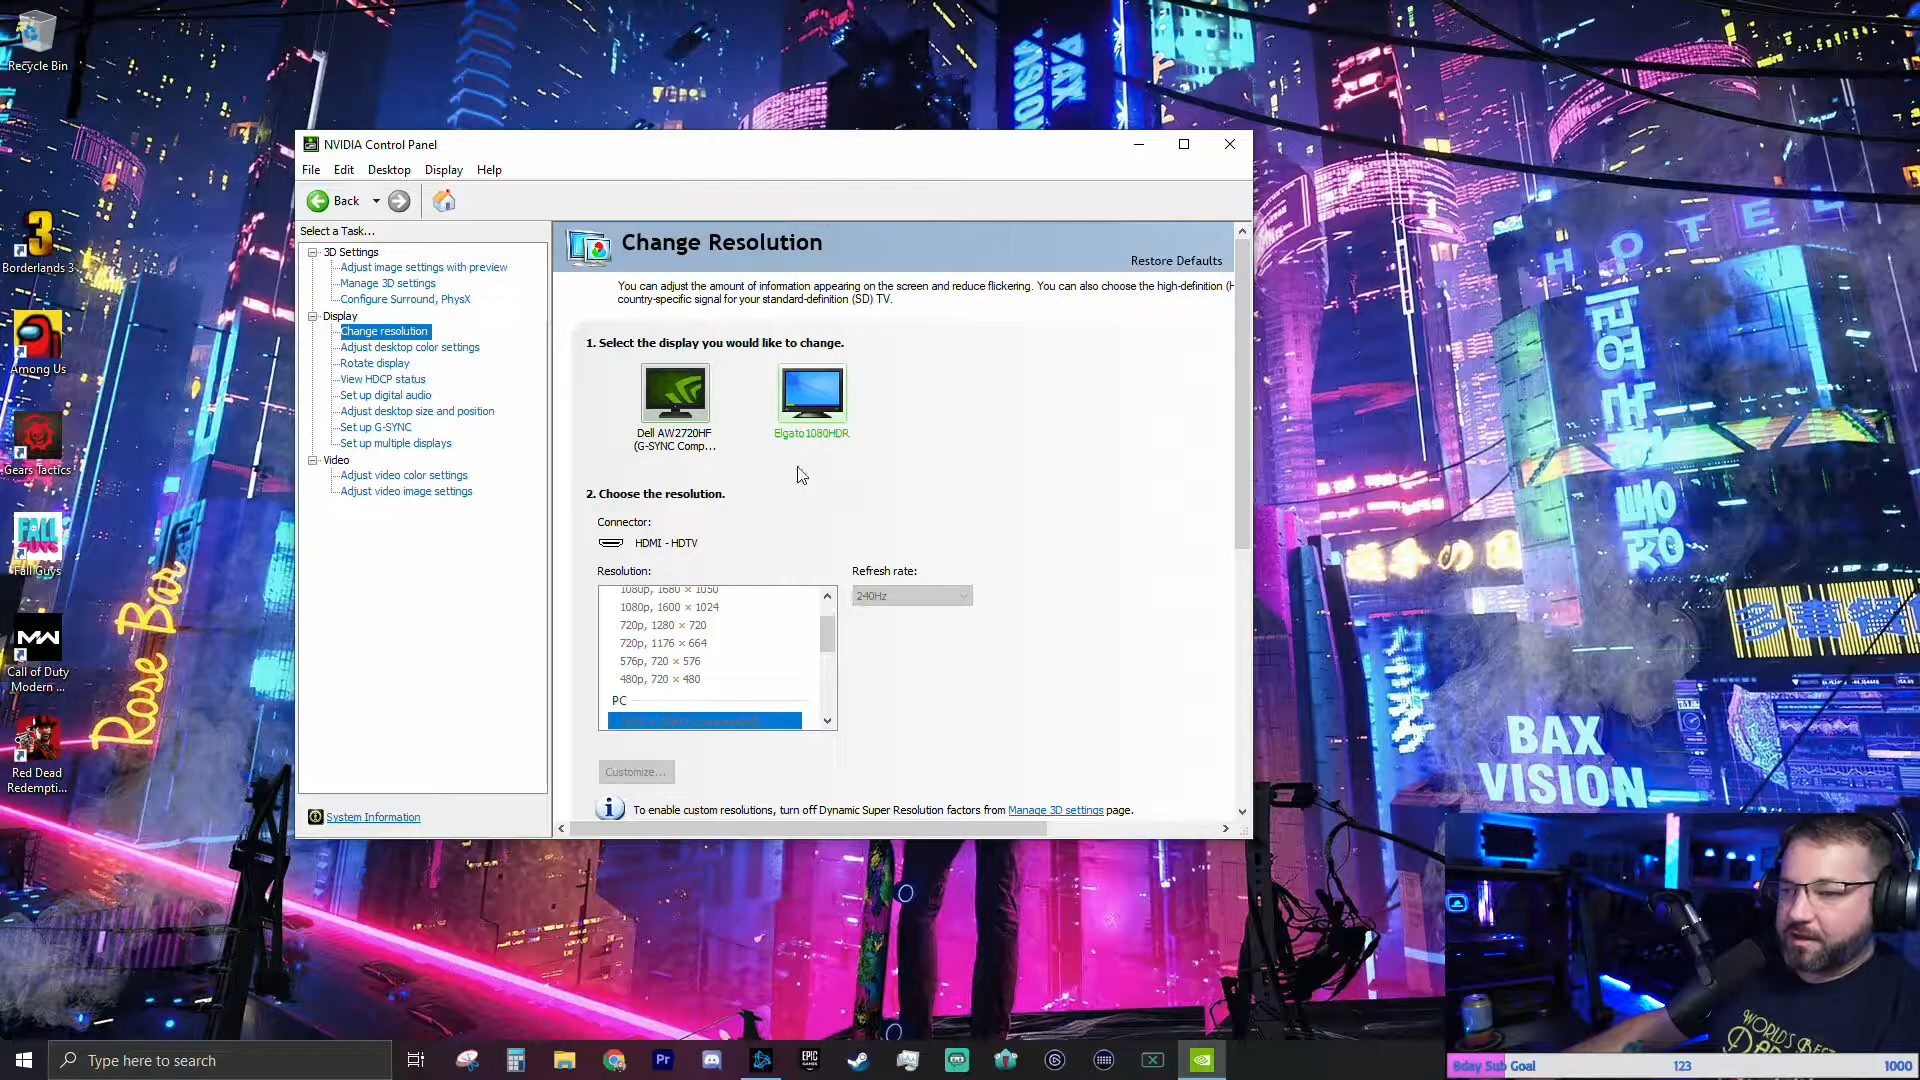 Recycle Bin
Borderlands 3
Among Us
Gears Tactics
Fall Guys
Call of Duty
Modern ...
Red Dead
Redempti...
NVIDIA Control Panel
File Edit Desktop Display Help
Back
Select a Task...
3D Settings
Adjust image settings with preview
Manage 3D settings
Configure Surround, PhysX
Display
Change resolution
Adjust desktop color settings
Rotate display
View HDCP status
Set up digital audio
Adjust desktop size and position
Set up G-SYNC
Set up multiple displays
Video
Adjust video color settings
Adjust video image settings
System Information
Change Resolution
Restore Defaults
You can adjust the amount of information appearing on the screen and reduce flickering. You can also choose the high-definition (H
country-specific signal for your standard-definition (SD) TV.
1. Select the display you would like to change.
Dell AW2720HF
(G-SYNC Comp...
Elgato1080HDR
2. Choose the resolution.
Connector:
HDMI - HDTV
Resolution:
Refresh rate:
1080p, 1680 × 1050
240Hz
1080p, 1600 × 1024
720p, 1280 × 720
720p, 1176 × 664
576p, 720 × 576
480p, 720 × 480
PC
Customize...
To enable custom resolutions, turn off Dynamic Super Resolution factors from Manage 3D settings page.
HOTEL
Rose Bar
BAX
VISION
WORLD'S BES
Type here to search
Pr
EPIC
GAMES
Bday Sub Goal 123 1000